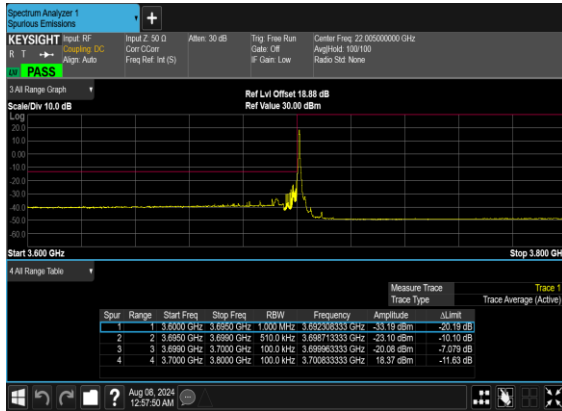 Spectrum Analyzer 1
Spurious Emissions
+
KEYSIGHT Input: RF Input Z: 50 Ω Atten: 30 dB Trig: Free Run Center Freq: 22.005000000 GHz
R T Coupling: DC Corr CCorr Gate: Off Avg|Hold: 100/100
Align: Auto Freq Ref: Int (S) IF Gain: Low Radio Std: None
PASS
3 All Range Graph
Ref Lvl Offset 18.88 dB
Scale/Div 10.0 dB Ref Value 30.00 dBm
Log
20.0
10.0
0.00
-10.0
-20.0
-30.0
-40.0
-50.0
-60.0
Start 3.600 GHz Stop 3.800 GHz
4 All Range Table
Measure Trace Trace 1
Trace Type Trace Average (Active)
Spur Range Start Freq Stop Freq RBW Frequency Amplitude ΔLimit
1 1 3.6000 GHz 3.6950 GHz 1.000 MHz 3.692308333 GHz -33.19 dBm -20.19 dB
2 2 3.6950 GHz 3.6990 GHz 510.0 kHz 3.698713333 GHz -23.10 dBm -10.10 dB
3 3 3.6990 GHz 3.7000 GHz 100.0 kHz 3.699963333 GHz -20.08 dBm -7.079 dB
4 4 3.7000 GHz 3.8000 GHz 100.0 kHz 3.700833333 GHz 18.37 dBm -11.63 dB
? Aug 08, 2024
12:57:50 AM